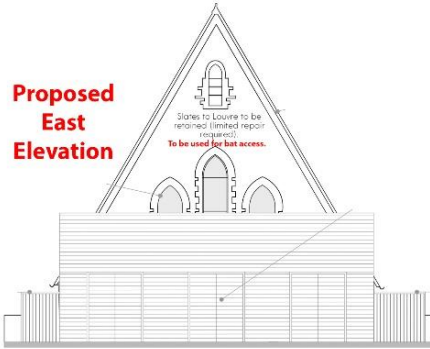 Proposed
East
Elevation
Slates to Louvre to be
retained (limited repair
required).
To be used for bat access.